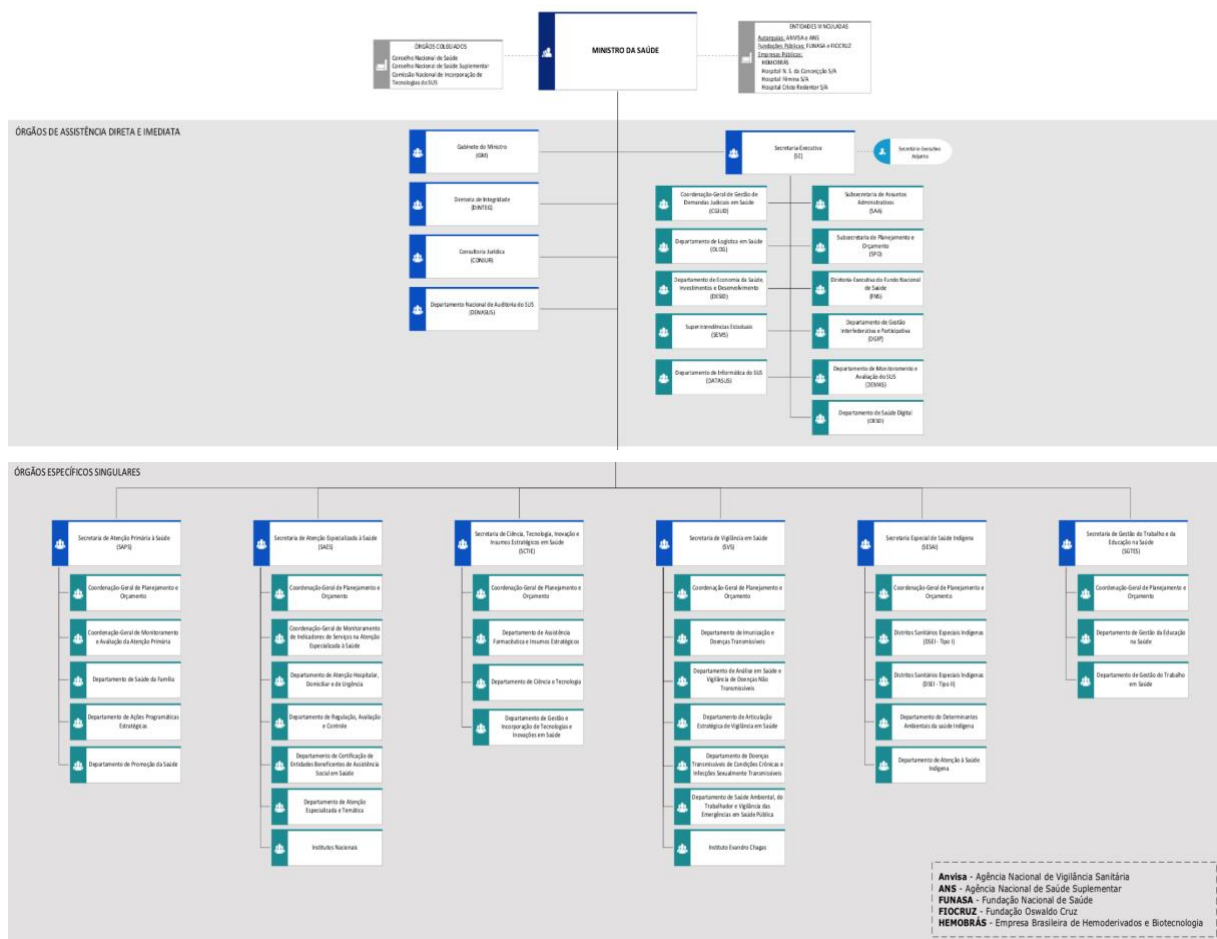 ÓRGÃOS COLEGIADOS
Conselho Nacional de Saúde
Conselho Nacional de Saúde Suplementar
Comissão Nacional de Incorporação de
Tecnologias do SUS
MINISTRO DA SAÚDE
ENTIDADES VINCULADAS
Autarquias: ANVISA e ANS
Fundações Públicas: FUNASA e FIOCRUZ
Empresas Públicas:
HEMOBRÁS
Hospital N. S. da Conceição S/A
Hospital Fêmina S/A
Hospital Cristo Redentor S/A
ÓRGÃOS DE ASSISTÊNCIA DIRETA E IMEDIATA
Gabinete do Ministro
(GM)
Diretoria de Integridade
(DINTEG)
Consultoria Jurídica
(CONJUR)
Departamento Nacional de Auditoria do SUS
(DENASUS)
Secretaria-Executiva
(SE)
Secretário-Executivo
Adjunto
Coordenação-Geral de Gestão de
Demandas Judiciais em Saúde
(CGJUD)
Subsecretaria de Assuntos
Administrativos
(SAA)
Departamento de Logística em Saúde
(DLOG)
Subsecretaria de Planejamento e
Orçamento
(SPO)
Departamento de Economia da Saúde,
Investimentos e Desenvolvimento
(DESID)
Diretoria-Executiva do Fundo Nacional
de Saúde
(FNS)
Superintendências Estaduais
(SEMS)
Departamento de Gestão
Interfederativa e Participativa
(DGIP)
Departamento de Informática do SUS
(DATASUS)
Departamento de Monitoramento e
Avaliação do SUS
(DEMAS)
Departamento de Saúde Digital
(DESD)
ÓRGÃOS ESPECÍFICOS SINGULARES
Secretaria de Atenção Primária à Saúde
(SAPS)
Coordenação-Geral de Planejamento e
Orçamento
Coordenação-Geral de Monitoramento
e Avaliação da Atenção Primária
Departamento de Saúde da Família
Departamento de Ações Programáticas
Estratégicas
Departamento de Promoção da Saúde
Secretaria de Atenção Especializada à Saúde
(SAES)
Coordenação-Geral de Planejamento e
Orçamento
Coordenação-Geral de Monitoramento
de Indicadores de Serviços na Atenção
Especializada à Saúde
Departamento de Atenção Hospitalar,
Domiciliar e de Urgência
Departamento de Regulação, Avaliação
e Controle
Departamento de Certificação de
Entidades Beneficentes de Assistência
Social em Saúde
Departamento de Atenção
Especializada e Temática
Institutos Nacionais
Secretaria de Ciência, Tecnologia, Inovação e
Insumos Estratégicos em Saúde
(SCTIE)
Coordenação-Geral de Planejamento e
Orçamento
Departamento de Assistência
Farmacêutica e Insumos Estratégicos
Departamento de Ciência e Tecnologia
Departamento de Gestão e
Incorporação de Tecnologias e
Inovações em Saúde
Secretaria de Vigilância em Saúde
(SVS)
Coordenação-Geral de Planejamento e
Orçamento
Departamento de Imunização e
Doenças Transmissíveis
Departamento de Análise em Saúde e
Vigilância de Doenças Não
Transmissíveis
Departamento de Articulação
Estratégica de Vigilância em Saúde
Departamento de Doenças
Transmissíveis de Condições Crônicas e
Infecções Sexualmente Transmissíveis
Departamento de Saúde Ambiental, do
Trabalhador e Vigilância das
Emergências em Saúde Pública
Instituto Evandro Chagas
Secretaria Especial de Saúde Indígena
(SESAI)
Coordenação-Geral de Planejamento e
Orçamento
Distritos Sanitários Especiais Indígenas
(DSEI - Tipo I)
Distritos Sanitários Especiais Indígenas
(DSEI - Tipo II)
Departamento de Determinantes
Ambientais da saúde Indígena
Departamento de Atenção à Saúde
Indígena
Secretaria de Gestão do Trabalho e da
Educação na Saúde
(SGTES)
Coordenação-Geral de Planejamento e
Orçamento
Departamento de Gestão da Educação
na Saúde
Departamento de Gestão do Trabalho
em Saúde
Anvisa - Agência Nacional de Vigilância Sanitária
ANS - Agência Nacional de Saúde Suplementar
FUNASA - Fundação Nacional de Saúde
FIOCRUZ - Fundação Oswaldo Cruz
HEMOBRÁS - Empresa Brasileira de Hemoderivados e Biotecnologia